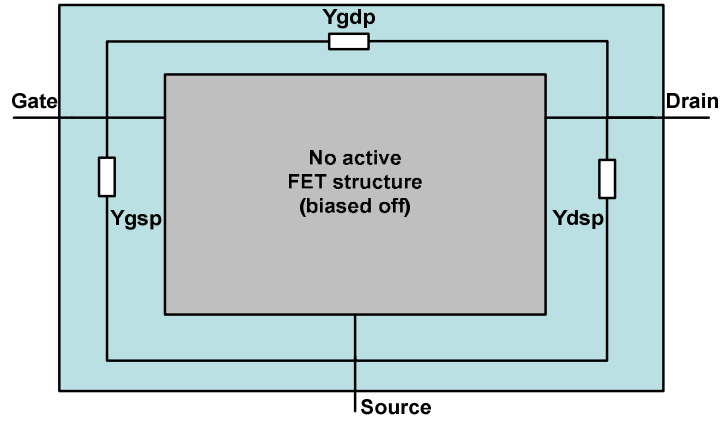 Ygdp
Gate
Drain
No active
FET structure
(biased off)
Ygsp
Ydsp
Source